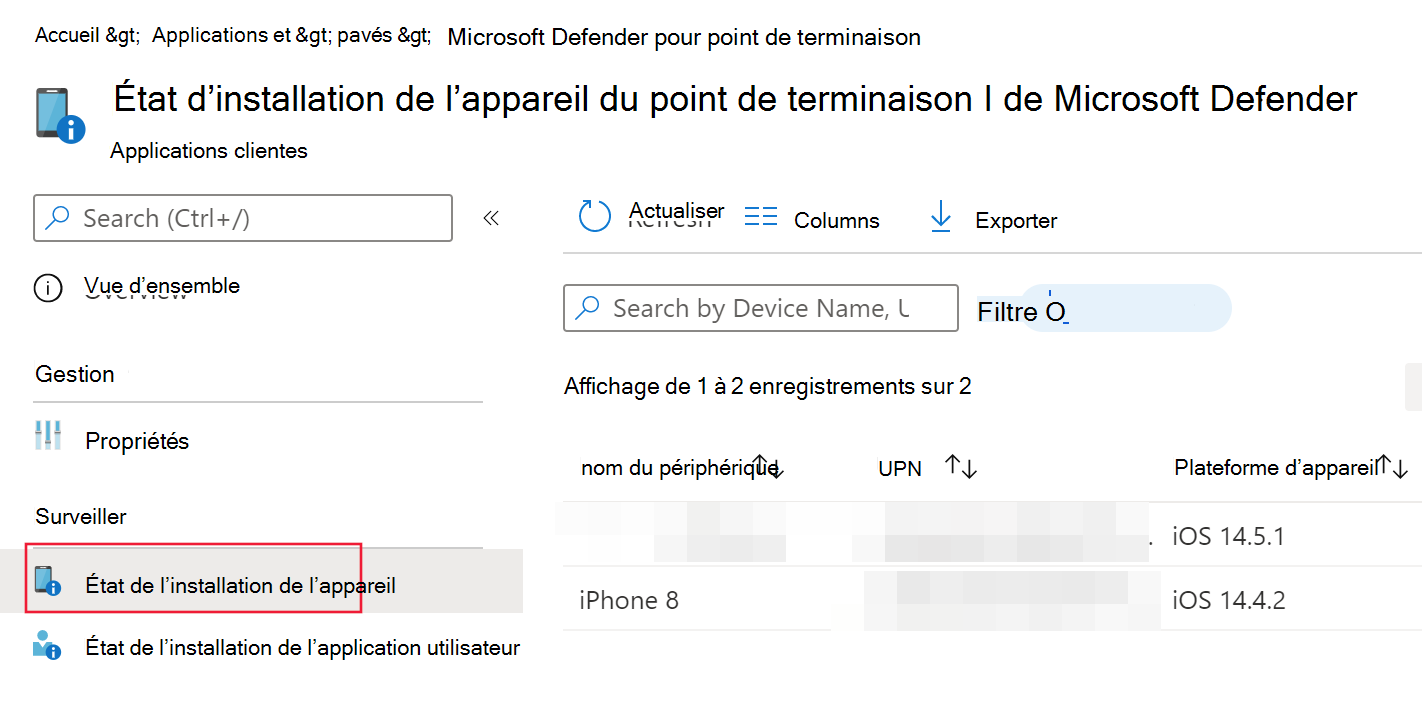 Accueil &gt; Applications et &gt; pavés &gt; Microsoft Defender pour point de terminaison
État d’installation de l’appareil du point de terminaison I de Microsoft Defender
Applications clientes
Search (Ctrl+/)
«
Actualiser
Columns
Exporter
Vue d’ensemble
Search by Device Name, U
Filtre O
Gestion
Affichage de 1 à 2 enregistrements sur 2
Propriétés
nom du périphérique
UPN
Plateforme d’appareil
Surveiller
iOS 14.5.1
État de l’installation de l’appareil
iPhone 8
iOS 14.4.2
État de l’installation de l’application utilisateur